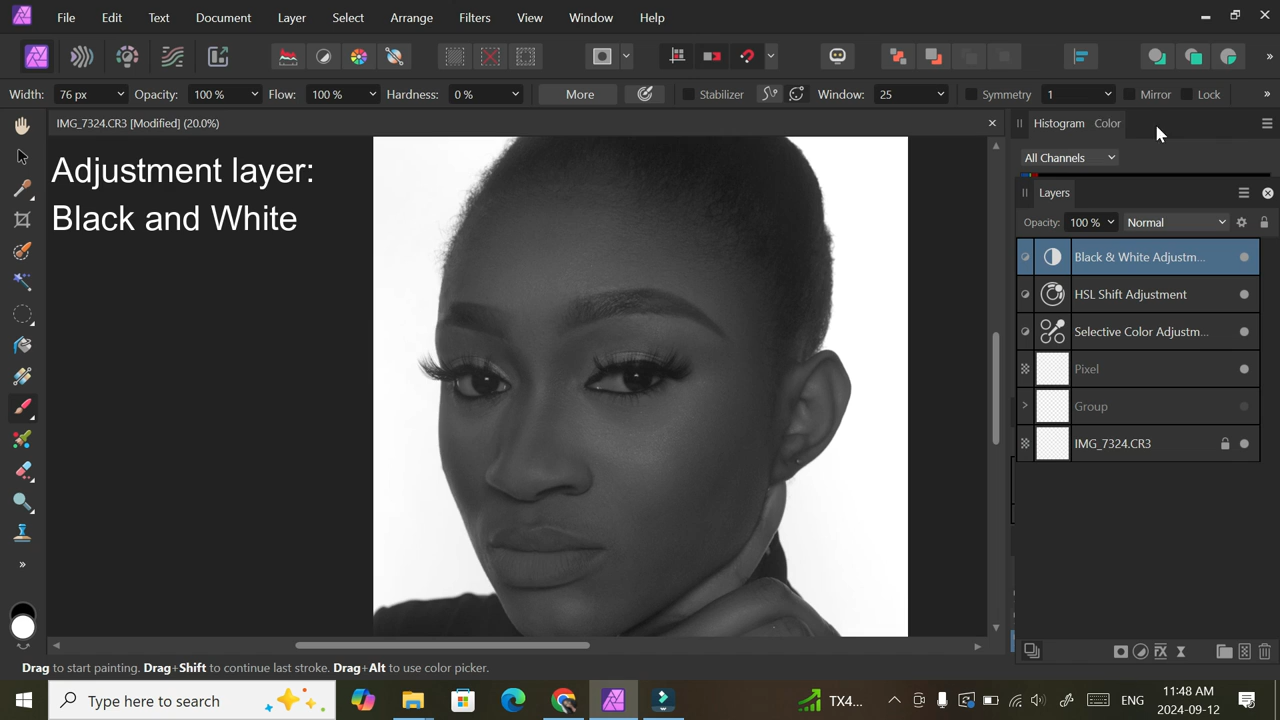 File Edit Text Document Layer Select Arrange Filters View Window Help
Width: 76 px Opacity: 100 % Flow: 100 % Hardness: 0 % More Stabilizer Window: 25 Symmetry 1 Mirror Lock
IMG_7324.CR3 [Modified] (20.0%)
Histogram Color
All Channels
Adjustment layer:
Black and White
Layers
Opacity: 100 % Normal
Black & White Adjustm...
HSL Shift Adjustment
Selective Color Adjustm...
Pixel
Group
IMG_7324.CR3
Drag to start painting. Drag+Shift to continue last stroke. Drag+Alt to use color picker.
Type here to search
TX4...
ENG
1:48 AM
2024-09-12